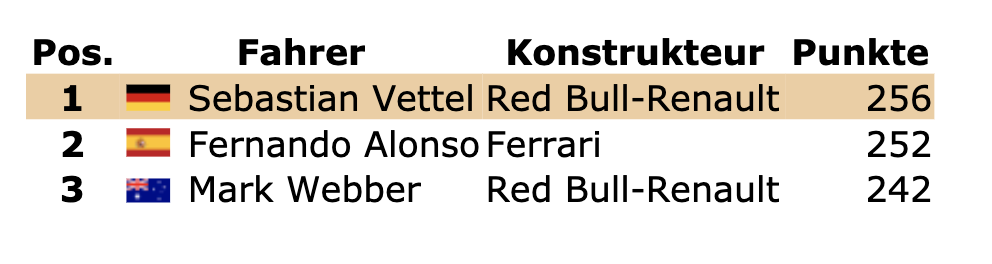 Pos. Fahrer Konstrukteur Punkte
1 Sebastian Vettel Red Bull-Renault 256
2 Fernando Alonso Ferrari 252
3 Mark Webber Red Bull-Renault 242